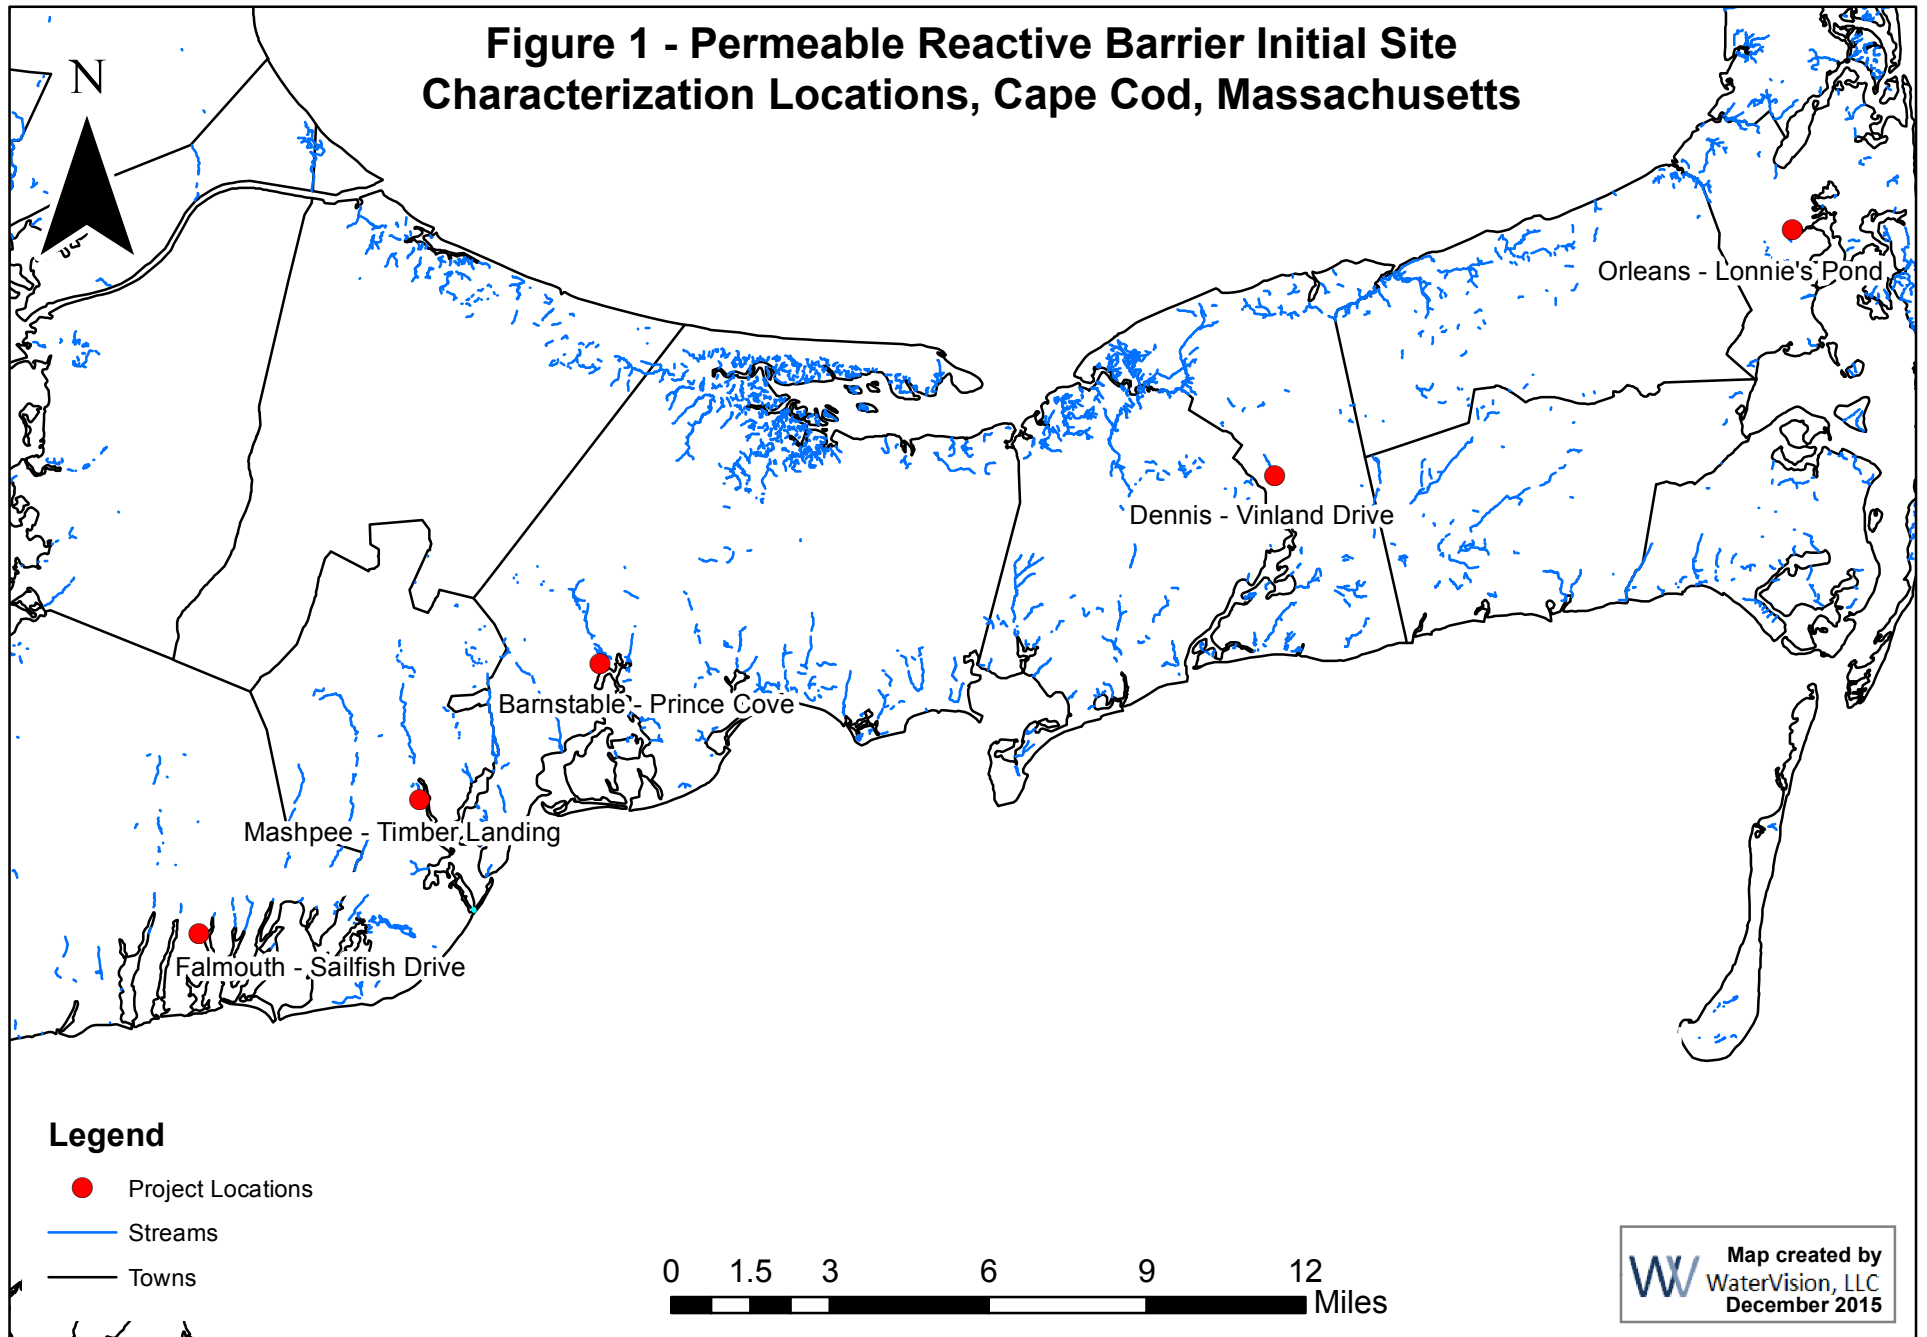 Figure 1 - Permeable Reactive Barrier Initial Site
Characterization Locations, Cape Cod, Massachusetts
N
Orleans - Lonnie's Pond
Dennis - Vinland Drive
Barnstable - Prince Cove
Mashpee - Timber Landing
Falmouth - Sailfish Drive
Legend
Project Locations
Streams
Towns
0 1.5 3 6 9 12
Miles
WV
Map created by
WaterVision, LLC
December 2015